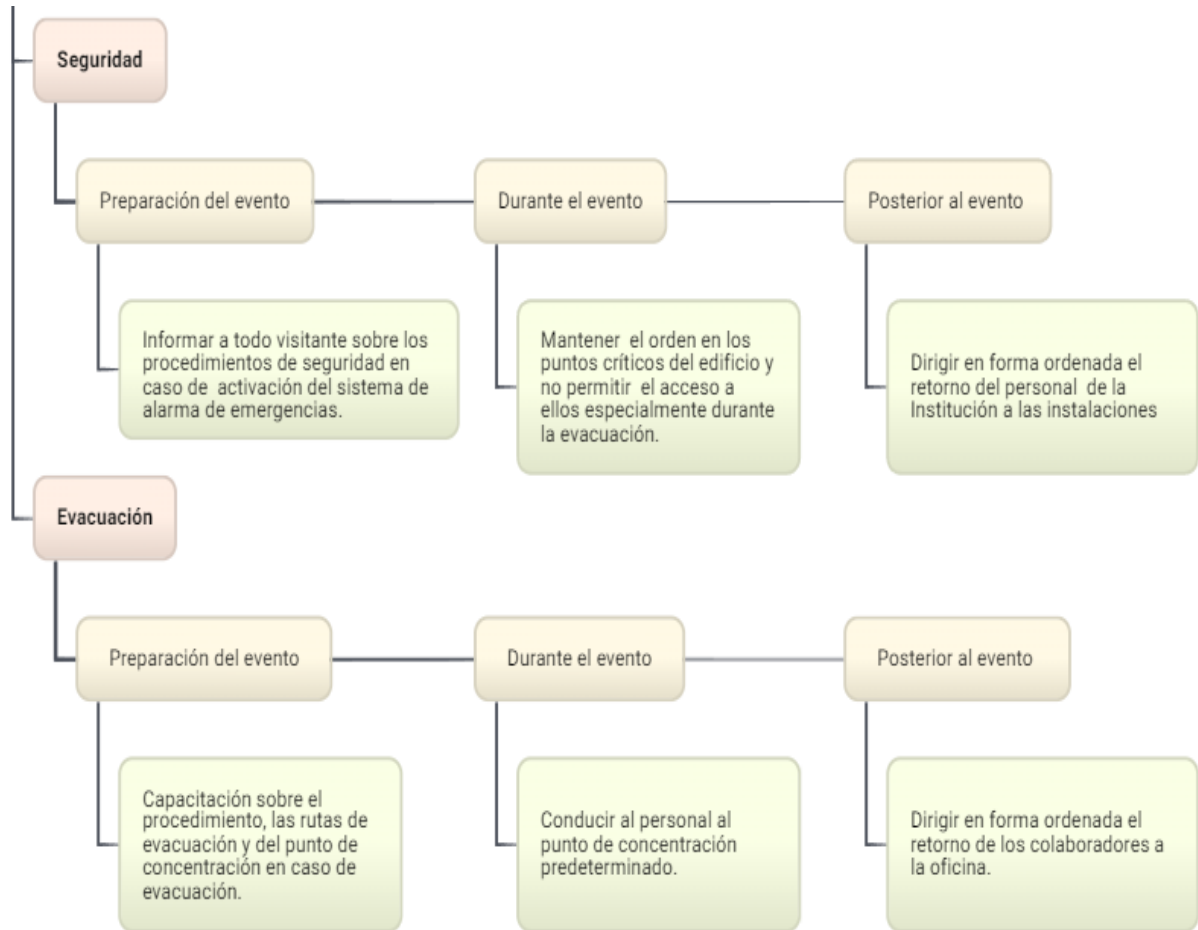 Seguridad
Preparación del evento
Durante el evento
Posterior al evento
Informar a todo visitante sobre los
procedimientos de seguridad en
caso de activación del sistema de
alarma de emergencias.
Mantener el orden en los
puntos críticos del edificio y
no permitir el acceso a
ellos especialmente durante
la evacuación.
Dirigir en forma ordenada el
retorno del personal de la
Institución a las instalaciones
Evacuación
Preparación del evento
Durante el evento
Posterior al evento
Capacitación sobre el
procedimiento, las rutas de
evacuación y del punto de
concentración en caso de
evacuación.
Conducir al personal al
punto de concentración
predeterminado.
Dirigir en forma ordenada el
retorno de los colaboradores a
la oficina.